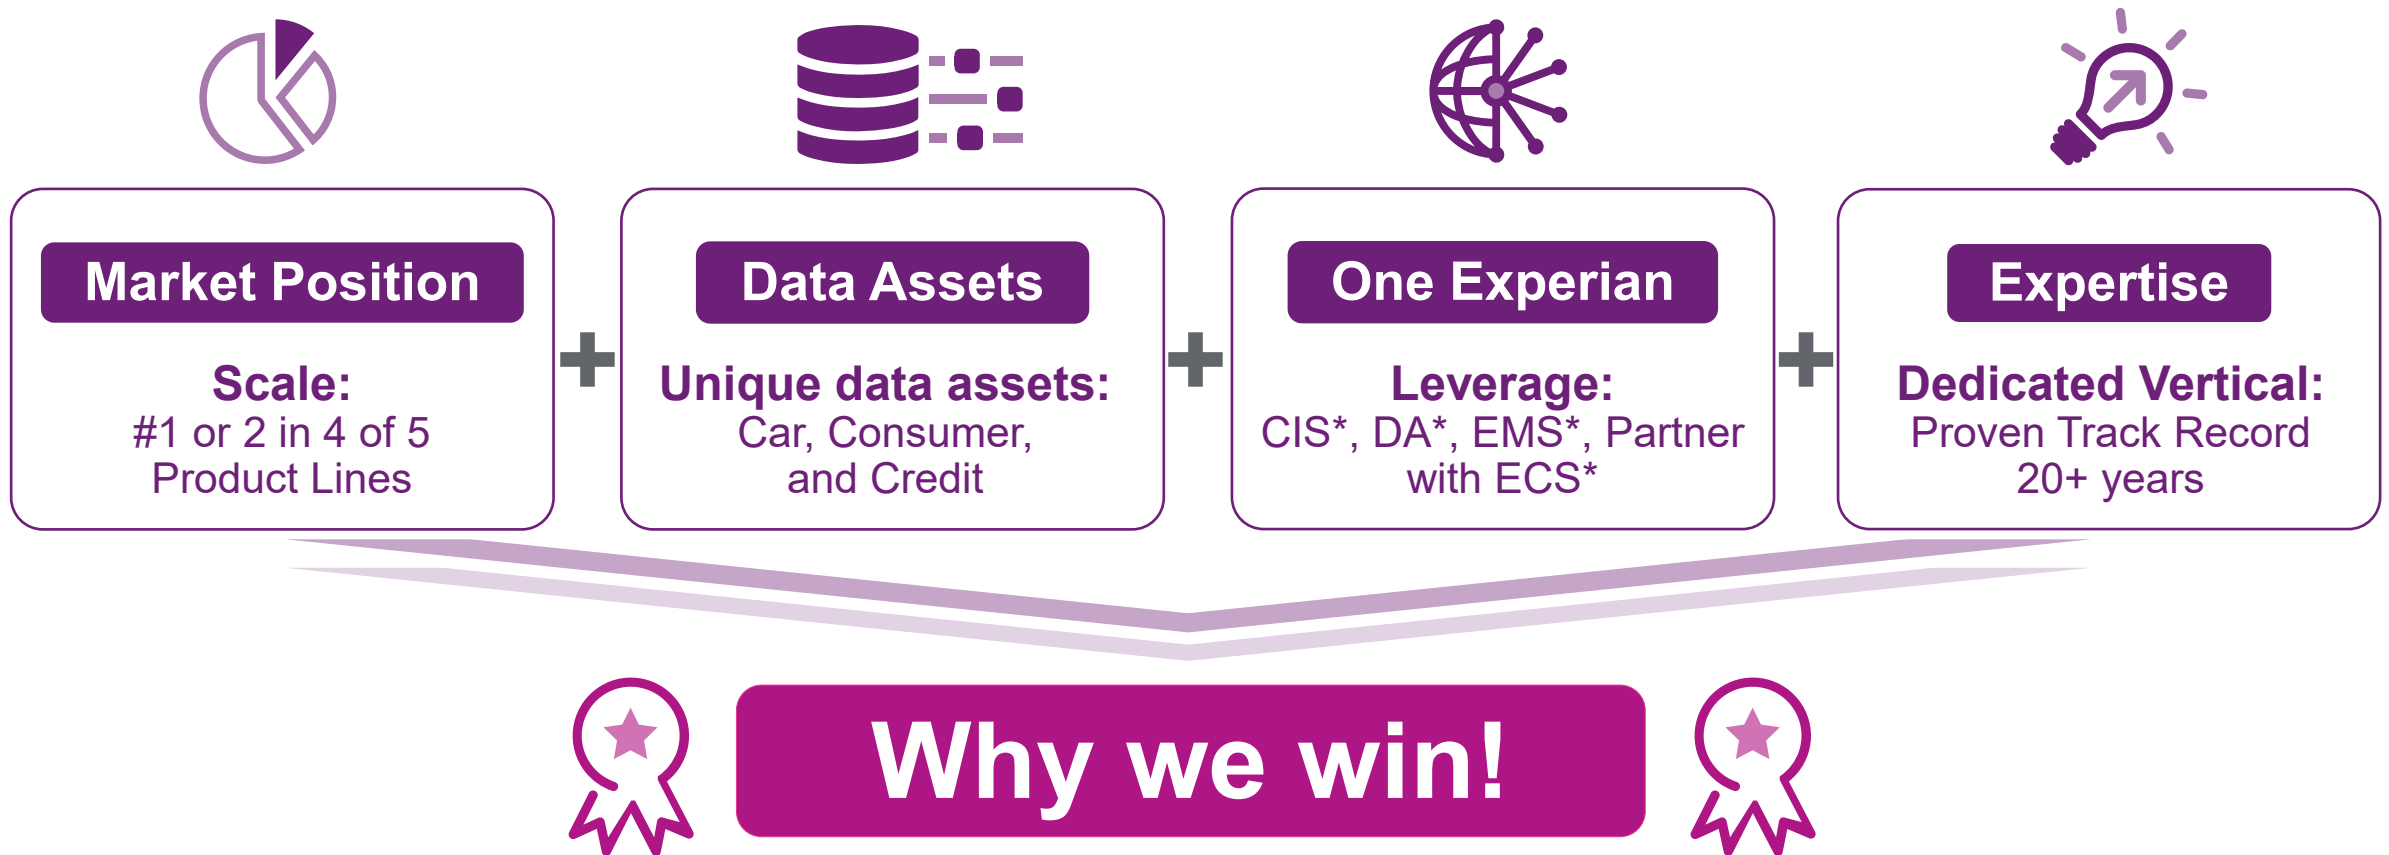 Market Position
Scale:
#1 or 2 in 4 of 5
Product Lines
Data Assets
Unique data assets:
Car, Consumer,
and Credit
One Experian
Leverage:
CIS*, DA*, EMS*, Partner
with ECS*
Expertise
Dedicated Vertical:
Proven Track Record
20+ years
Why we win!